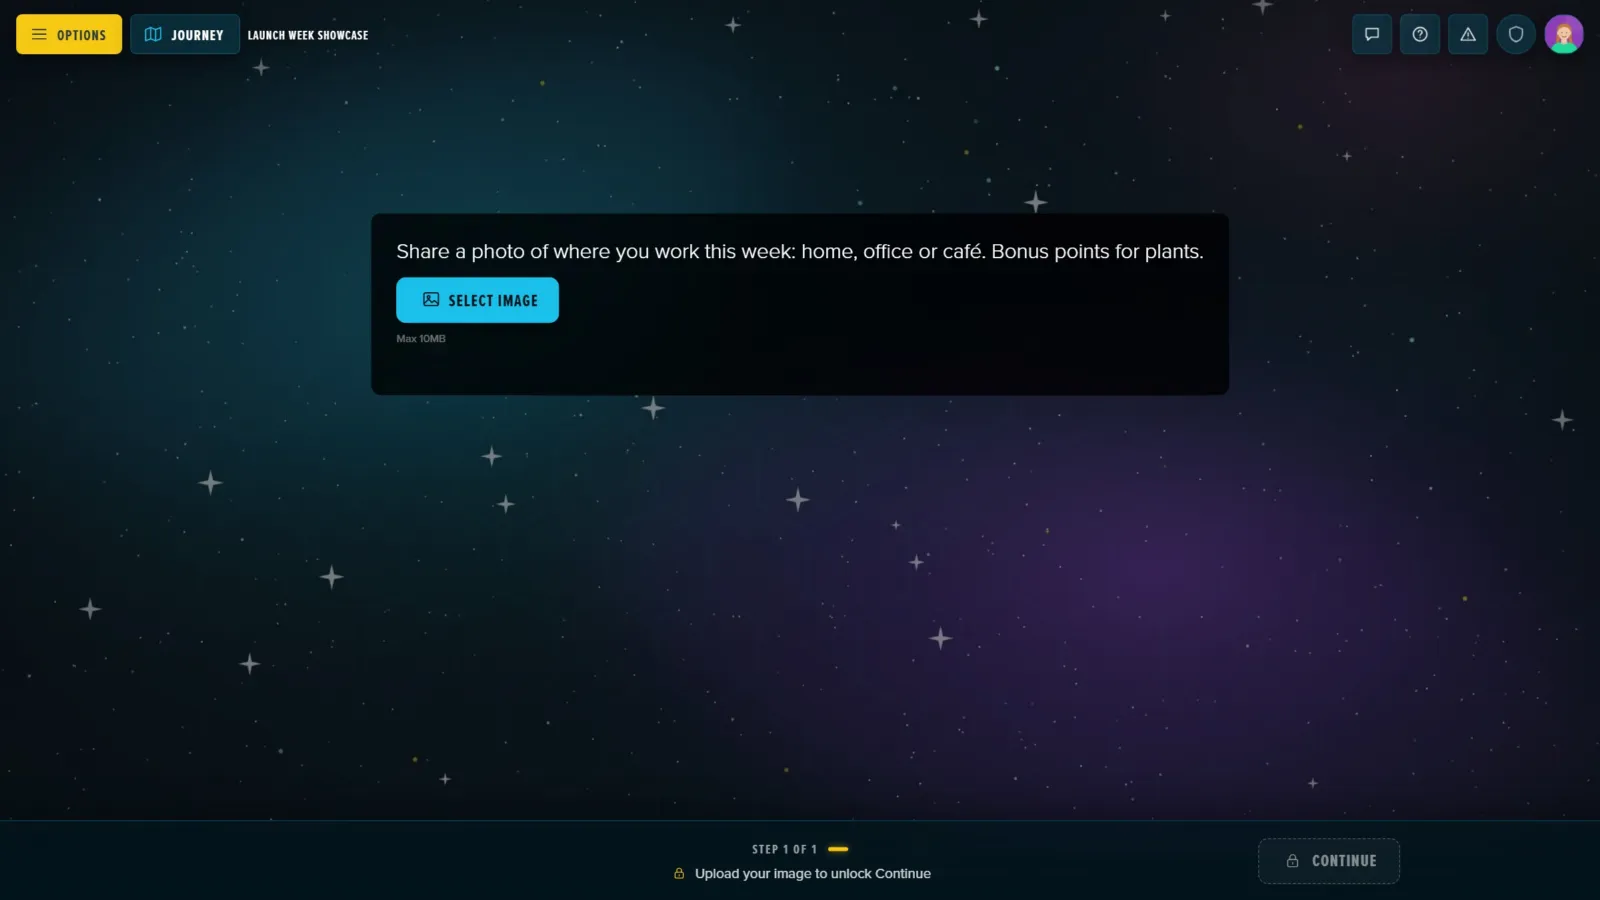 OPTIONS
JOURNEY
LAUNCH WEEK SHOWCASE
Share a photo of where you work this week: home, office or café. Bonus points for plants.
SELECT IMAGE
Max 10MB
STEP 1 OF 1
Upload your image to unlock Continue
CONTINUE